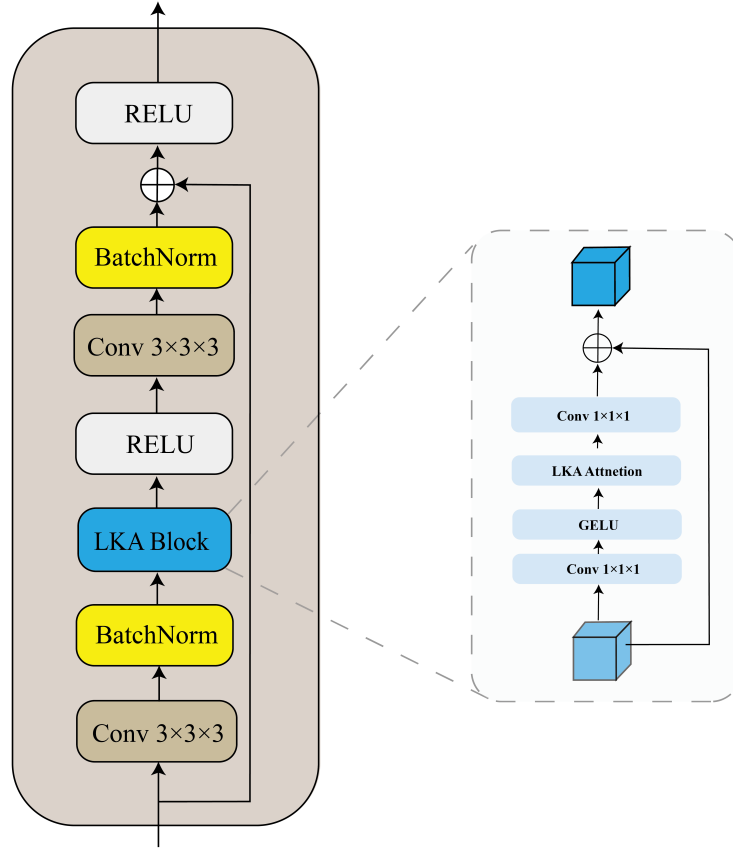 RELU
BatchNorm
Conv 3×3×3
RELU
LKA Block
BatchNorm
Conv 3×3×3
Conv 1×1×1
LKA Attnetion
GELU
Conv 1×1×1